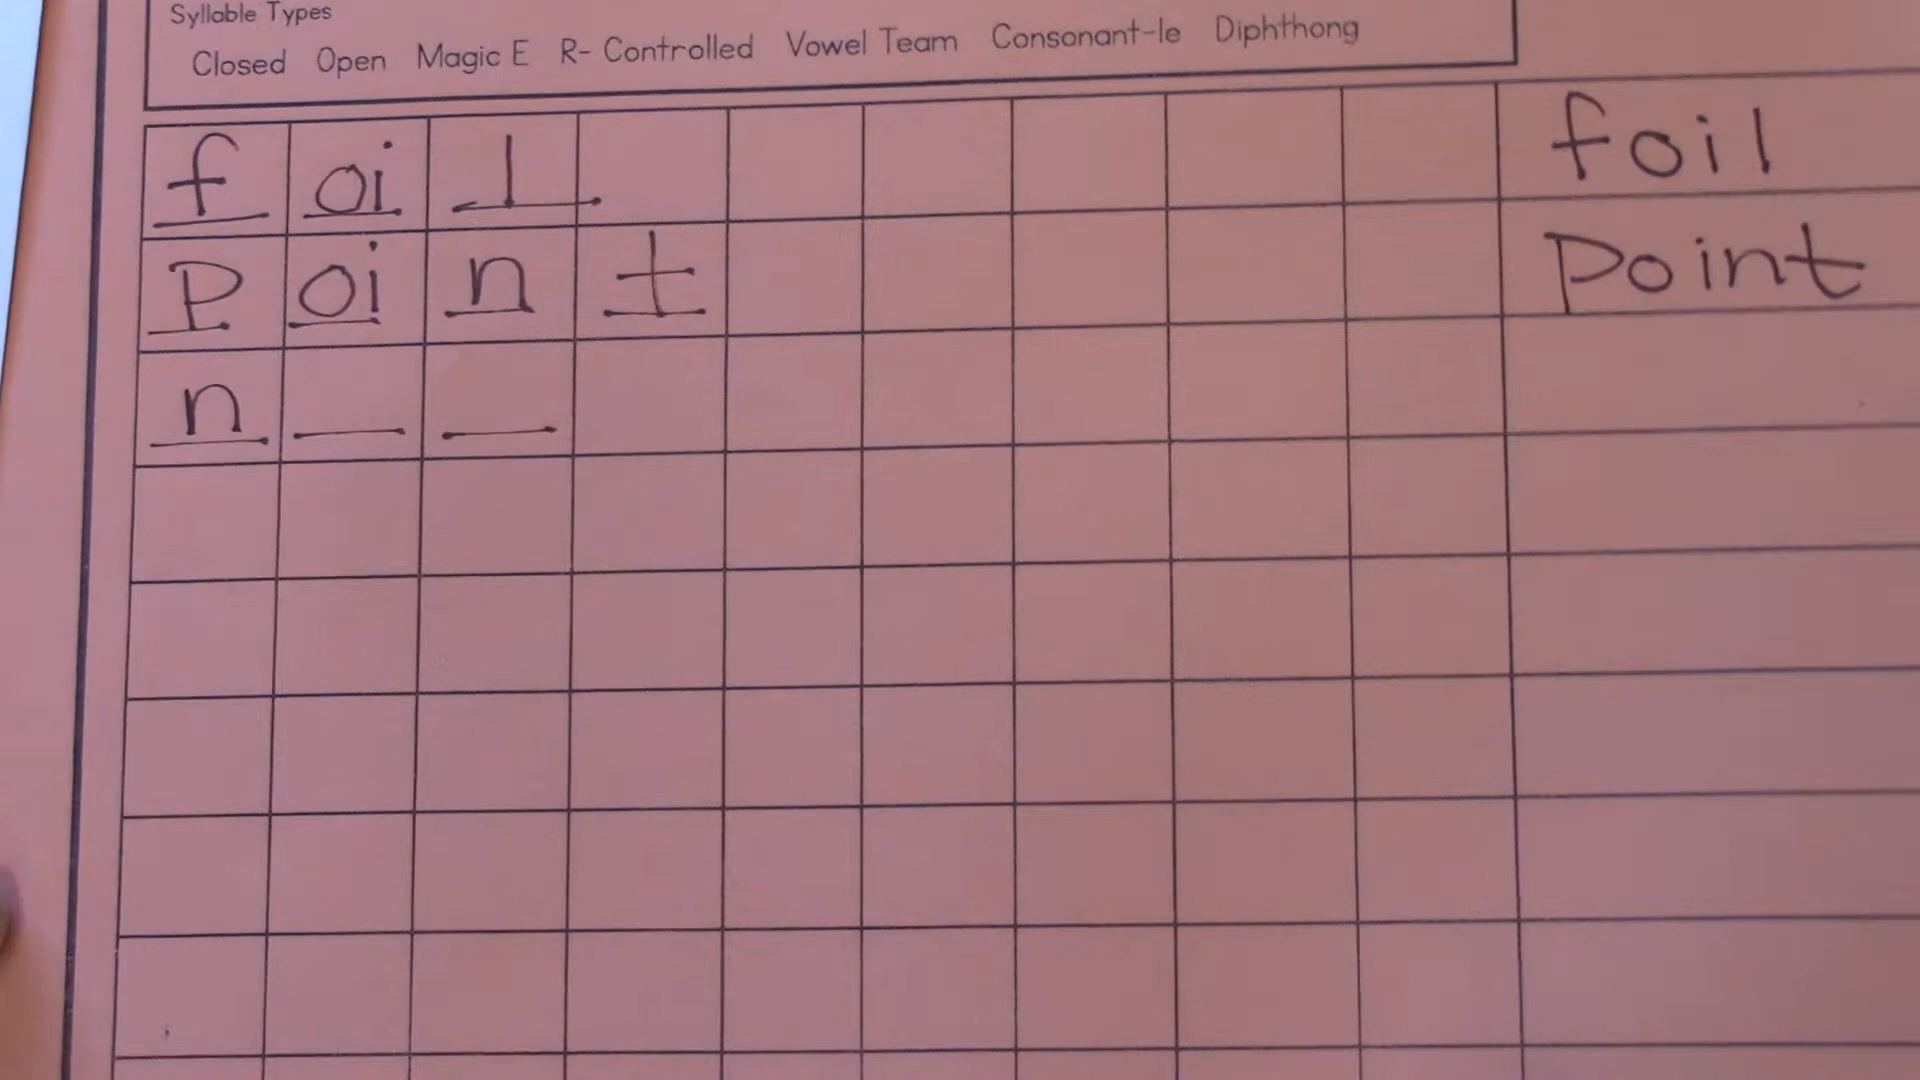 Syllable Types
Closed Open Magic E R- Controlled Vowel Team Consonant-le Diphthong
f oi l foil
p oi n t point
n